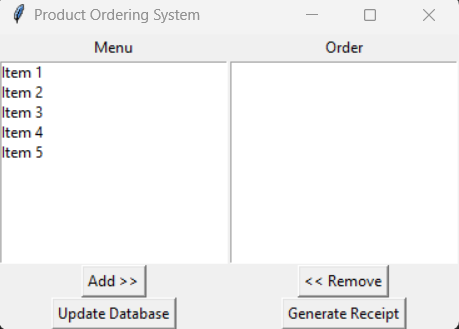 Product Ordering System
Menu Order
Item 1
Item 2
Item 3
Item 4
Item 5
Add >> << Remove
Update Database Generate Receipt